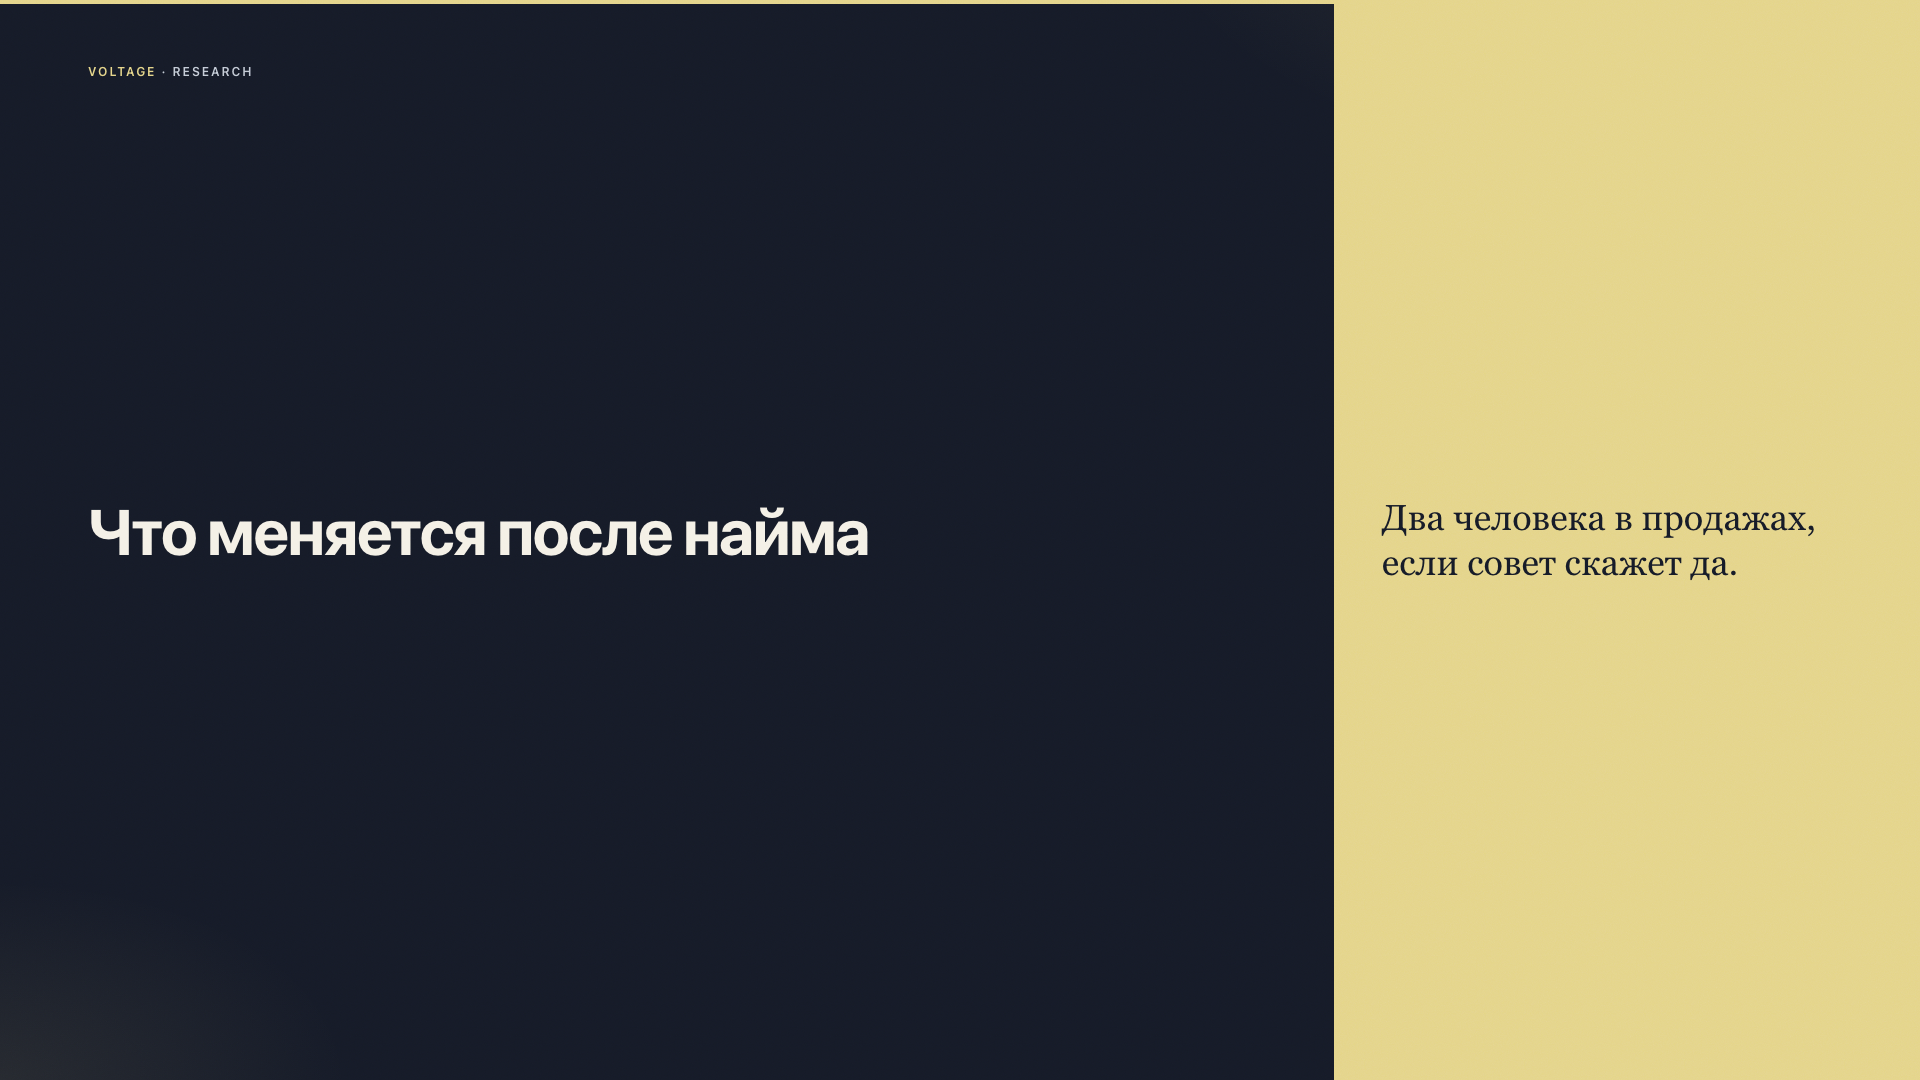 VOLTAGE · RESEARCH
Что меняется после найма
Два человека в продажах,
если совет скажет да.